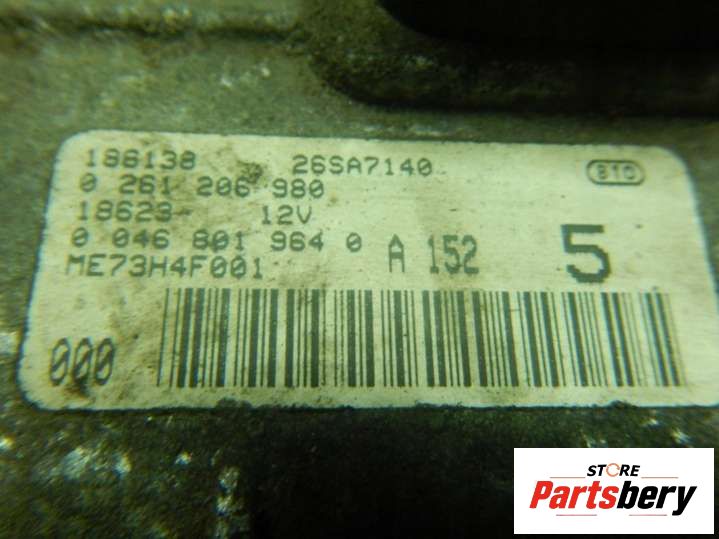 186138 26SA7140 B10
0 261 206 980
18623- 12V
0 046 801 964 0 A 152 5
ME73H4F001
000
STORE
Partsbery